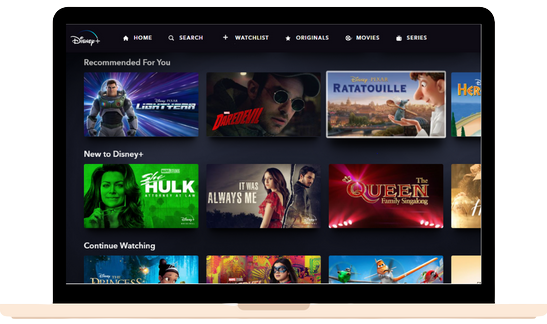 Disney+ HOME SEARCH WATCHLIST ORIGINALS MOVIES SERIES
Recommended For You
Disney PIXAR
LIGHTYEAR
MARVEL
DAREDEVIL
Disney PIXAR
RATATOUILLE
HER
New to Disney+
She
HULK
ATTORNEY AT LAW
Disney+
IT WAS
ALWAYS ME
Disney+
The
QUEEN
Family Singalong
Continue Watching
THE
PRINCESS